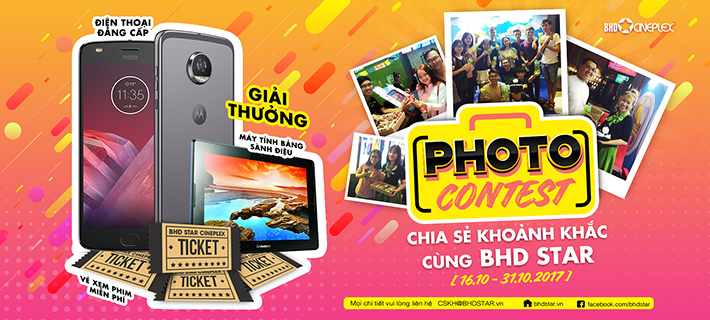 ĐIỆN THOẠI
ĐẲNG CẤP
moto
11:35
GIẢI
THƯỞNG
MÁY TÍNH BẢNG
SÀNH ĐIỆU
lenovo
BHD STAR CINEPLEX
TICKET
TICKET
TICKET
TICKET
VÉ XEM PHIM
MIỄN PHÍ
BHD CINEPLEX
PHOTO
CONTEST
CHIA SẺ KHOẢNH KHẮC
CÙNG BHD STAR
[ 16.10 - 31.10.2017 ]
Mọi chi tiết vui lòng liên hệ CSKH@BHDSTAR.vn bhdstar.vn facebook.com/bhdstar